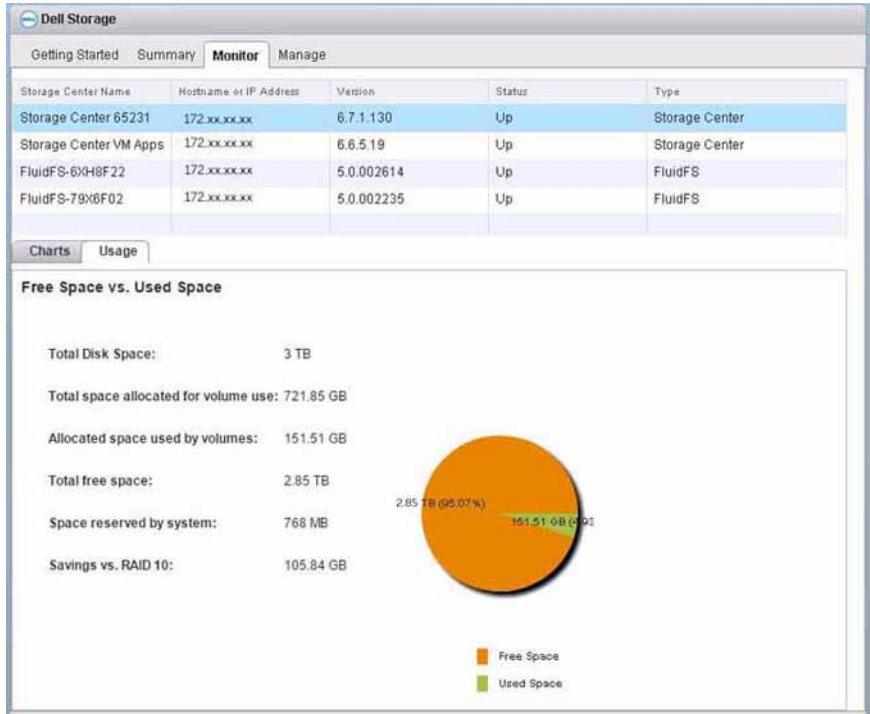 DELL Dell Storage
Getting Started Summary Monitor Manage
Storage Center Name Hostname or IP Address Version Status Type
Storage Center 65231 172.xx.xx.xx 6.7.1.130 Up Storage Center
Storage Center VM Apps 172.xx.xx.xx 6.6.5.19 Up Storage Center
FluidFS-6XH8F22 172.xx.xx.xx 5.0.002614 Up FluidFS
FluidFS-79X6F02 172.xx.xx.xx 5.0.002235 Up FluidFS
Charts Usage
Free Space vs. Used Space
Total Disk Space: 3 TB
Total space allocated for volume use: 721.85 GB
Allocated space used by volumes: 151.51 GB
Total free space: 2.85 TB
Space reserved by system: 768 MB
Savings vs. RAID 10: 105.84 GB
2.85 TB (95.07%)
151.51 GB (4.93
Free Space
Used Space